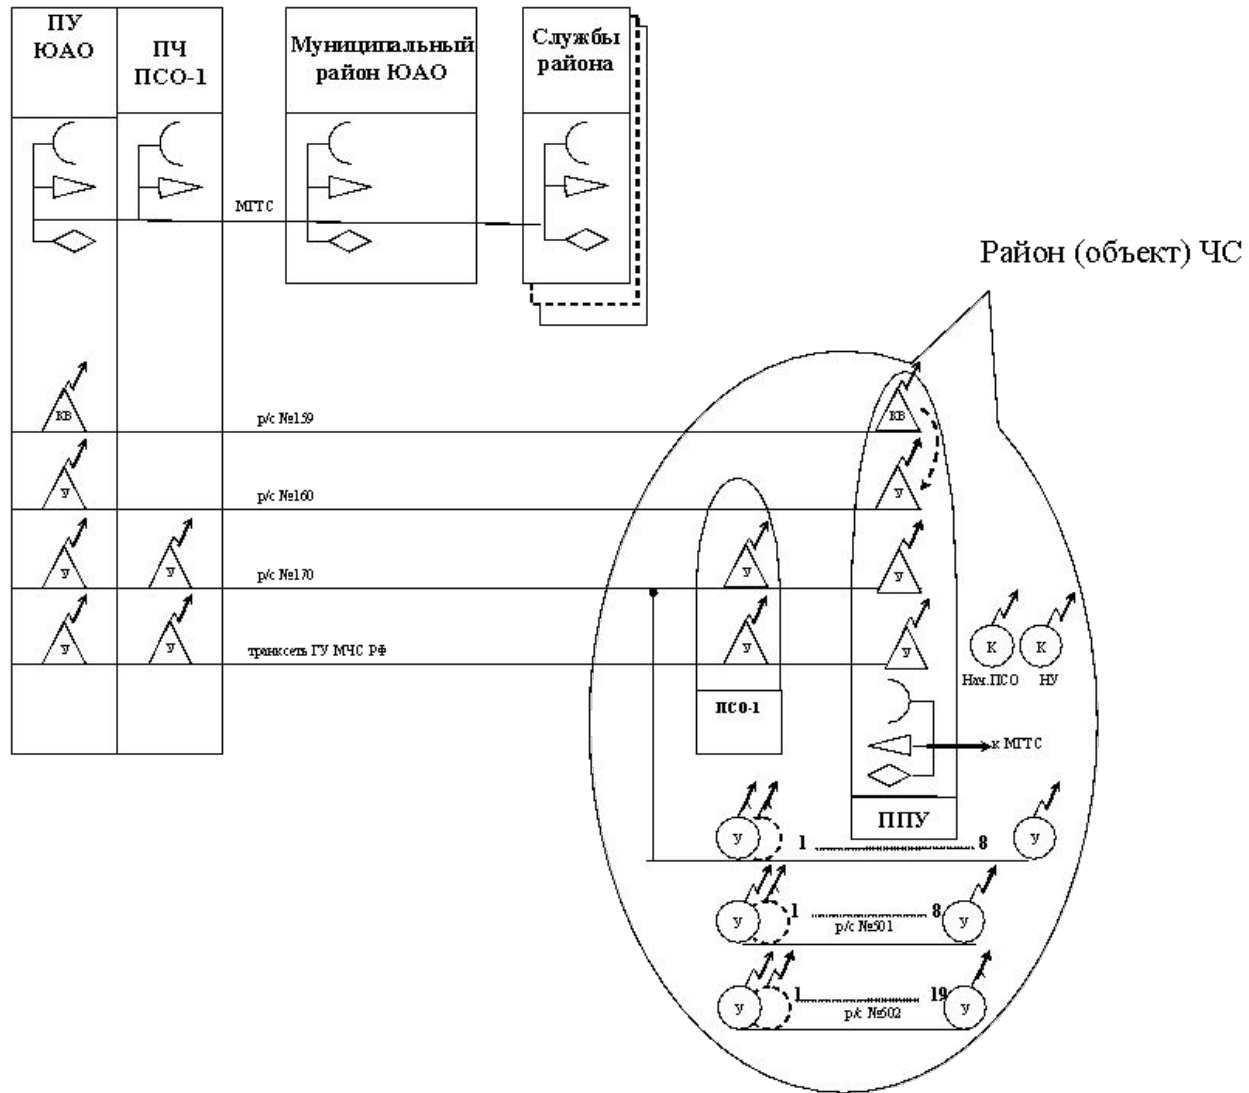 ПУ
ЮАО
ПЧ
ПСО-1
Муниципальный
район ЮАО
Службы
района
МГТС
Район (объект) ЧС
КВ
р/с №159
КВ
У
р/с №160
У
У
У
р/с №170
У
У
У
У
транксеть ГУ МЧС РФ
У
У
К
К
Нач.ПСО
НУ
ПСО-1
к МГТС
ППУ
У
1
8
У
У
1
8
У
р/с №501
У
1
19
У
р/с №502